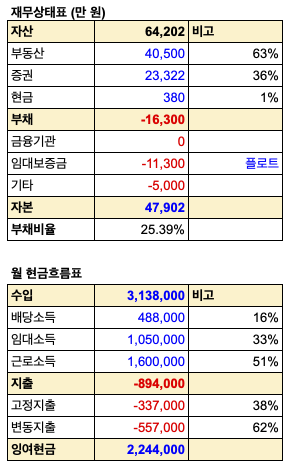 재무상태표 (만 원)
자산 64,202 비고
부동산 40,500 63%
증권 23,322 36%
현금 380 1%
부채 -16,300
금융기관 0
임대보증금 -11,300 플로트
기타 -5,000
자본 47,902
부채비율 25.39%
월 현금흐름표
수입 3,138,000 비고
배당소득 488,000 16%
임대소득 1,050,000 33%
근로소득 1,600,000 51%
지출 -894,000
고정지출 -337,000 38%
변동지출 -557,000 62%
잉여현금 2,244,000